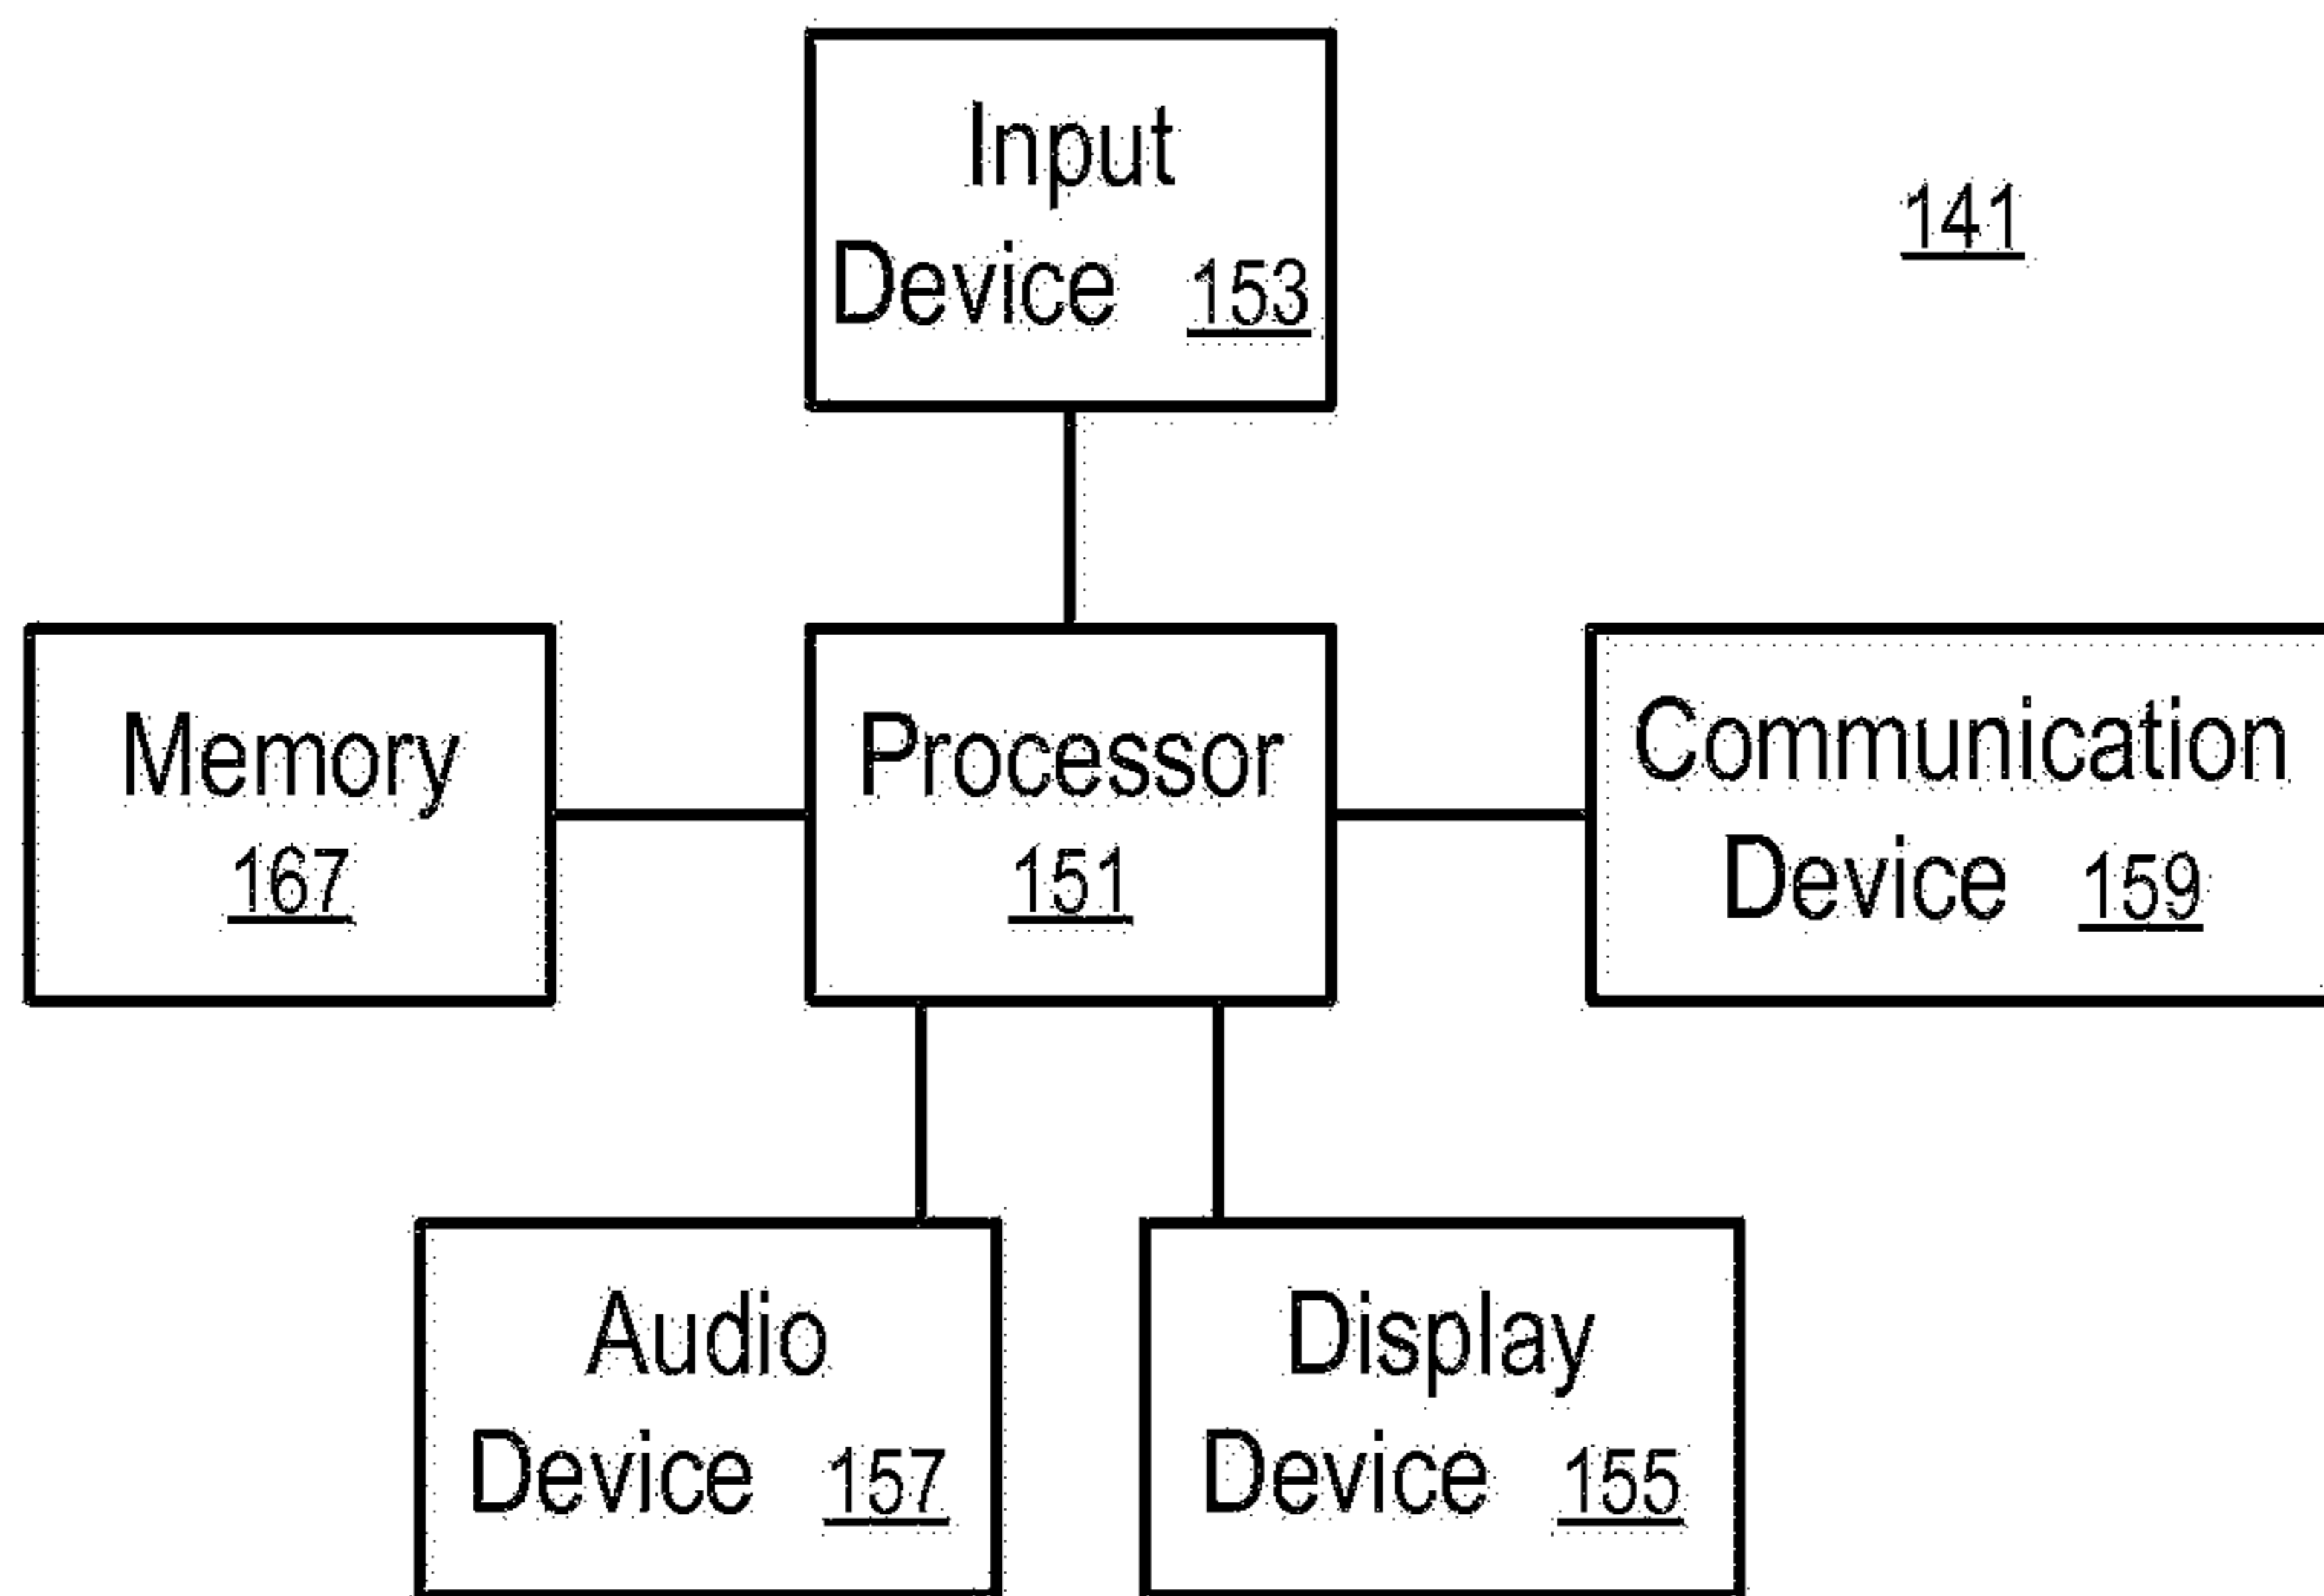 Input
Device 153
141
Memory
167
Processor
151
Communication
Device 159
Audio
Device 157
Display
Device 155